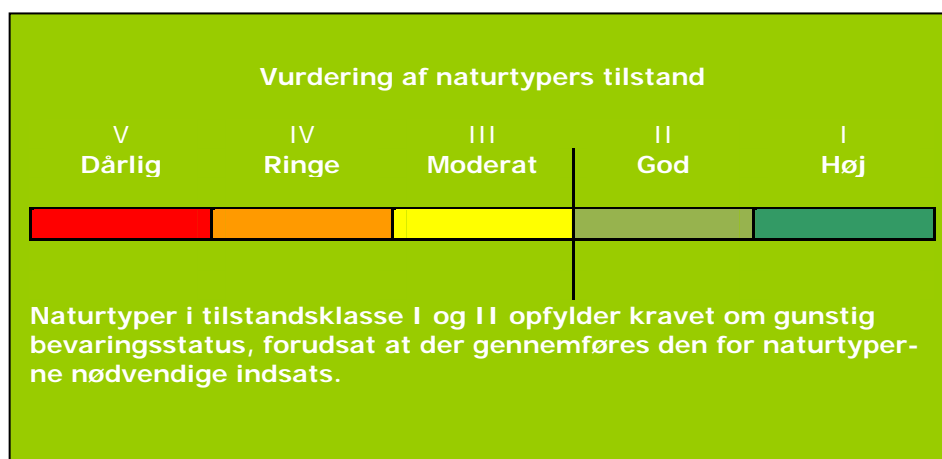 Vurdering af naturtypers tilstand
V IV III II I
Dårlig Ringe Moderat God Høj
Naturtyper i tilstandsklasse I og II opfylder kravet om gunstig
bevaringsstatus, forudsat at der gennemføres den for naturtyper-
ne nødvendige indsats.